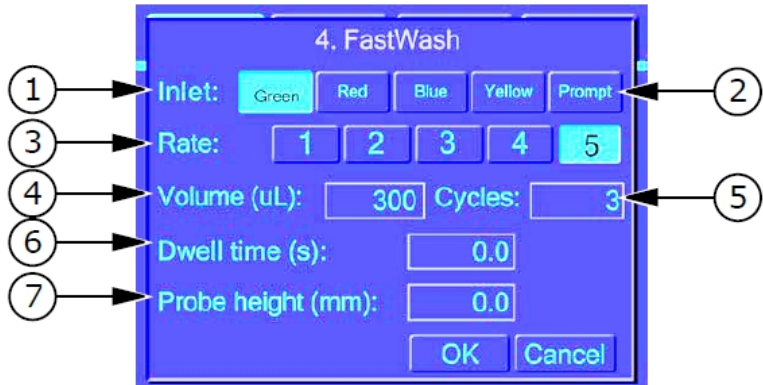 4. FastWash
1 Inlet: Green Red Blue Yellow Prompt 2
3 Rate: 1 2 3 4 5
4 Volume (uL): 300 Cycles: 3 5
6 Dwell time (s): 0.0
7 Probe height (mm): 0.0
OK Cancel